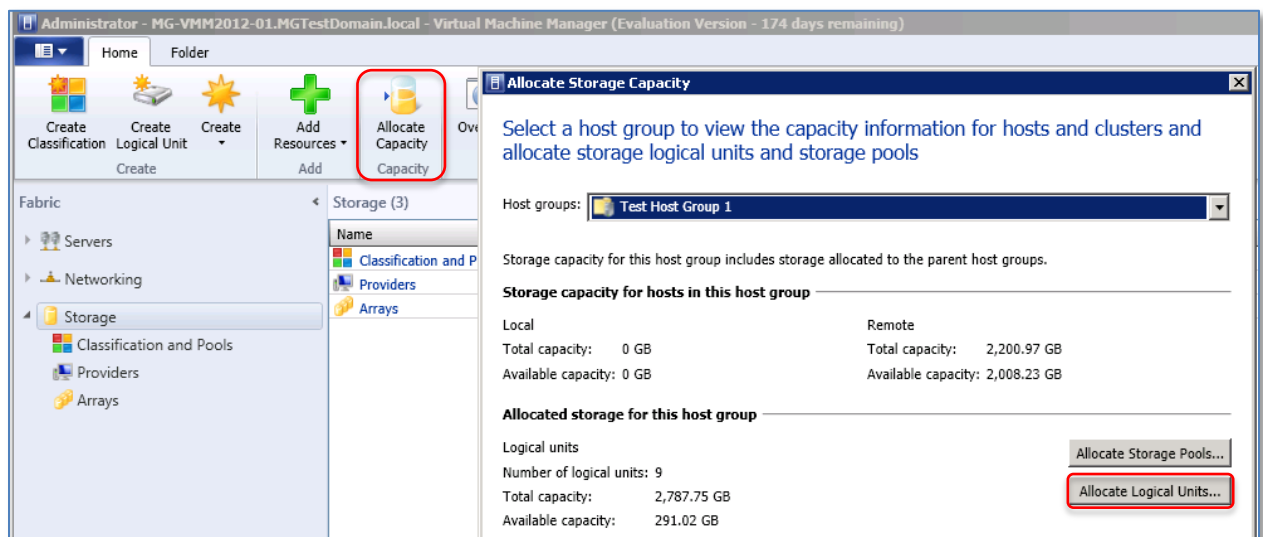 Administrator - MG-VMM2012-01.MGTestDomain.local - Virtual Machine Manager (Evaluation Version - 174 days remaining)
Home Folder
Create Classification
Create Logical Unit
Create
Add Resources
Allocate Capacity
Create
Add
Capacity
Fabric
Servers
Networking
Storage
Classification and Pools
Providers
Arrays
Storage (3)
Name
Classification and P
Providers
Arrays
Allocate Storage Capacity
Select a host group to view the capacity information for hosts and clusters and
allocate storage logical units and storage pools
Host groups: Test Host Group 1
Storage capacity for this host group includes storage allocated to the parent host groups.
Storage capacity for hosts in this host group
Local Remote
Total capacity: 0 GB Total capacity: 2,200.97 GB
Available capacity: 0 GB Available capacity: 2,008.23 GB
Allocated storage for this host group
Logical units
Allocate Storage Pools...
Number of logical units: 9
Total capacity: 2,787.75 GB
Allocate Logical Units...
Available capacity: 291.02 GB